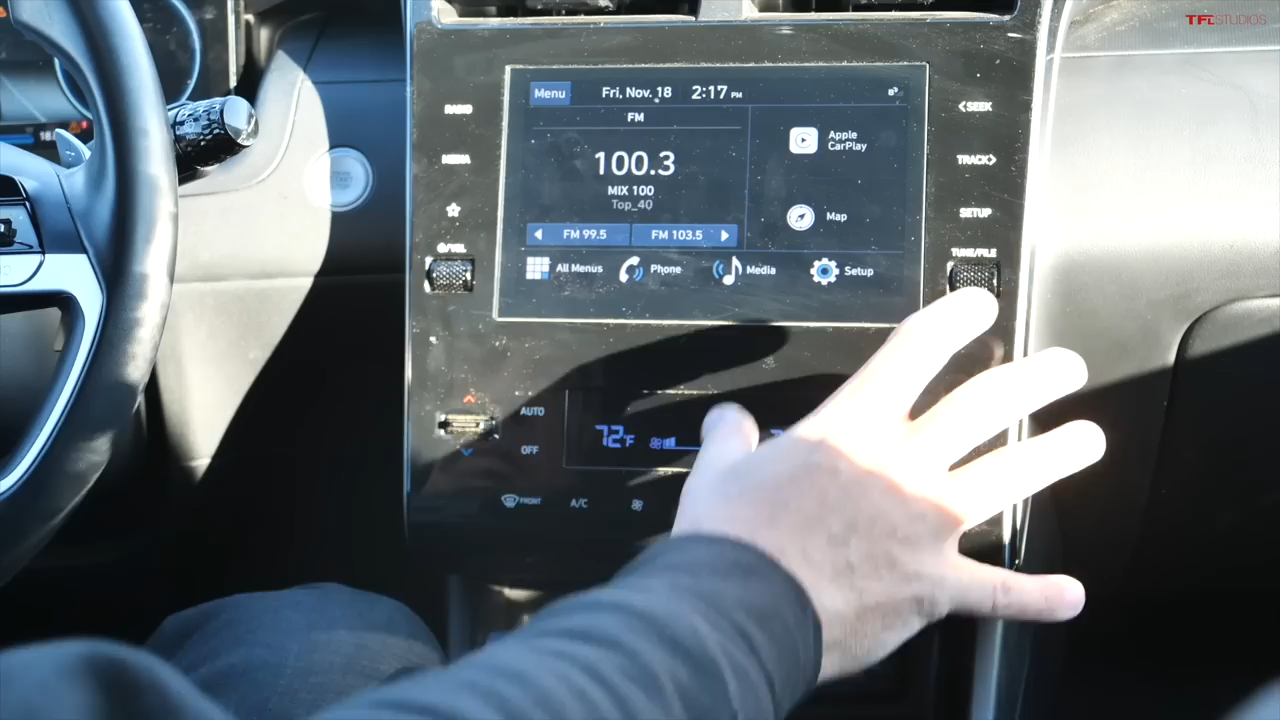 TFLSTUDIOS
Menu
Fri, Nov. 18
2:17 PM
FM
100.3
MIX 100
Top_40
FM 99.5
FM 103.5
Apple
CarPlay
Map
All Menus
Phone
Media
Setup
RADIO
MEDIA
VOL
<SEEK
TRACK>
SETUP
TUNE/FILE
AUTO
OFF
72°F
FRONT
A/C